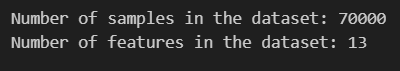 Number of samples in the dataset: 70000
Number of features in the dataset: 13